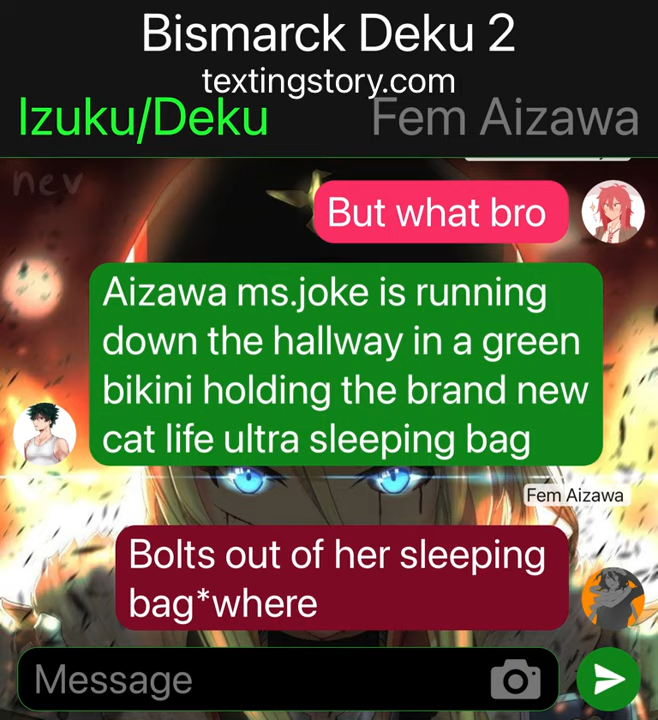 Bismarck Deku 2
textingstory.com
Izuku/Deku
Fem Aizawa
nev
But what bro
Aizawa ms.joke is running
down the hallway in a green
bikini holding the brand new
cat life ultra sleeping bag
Fem Aizawa
Bolts out of her sleeping
bag*where
Message